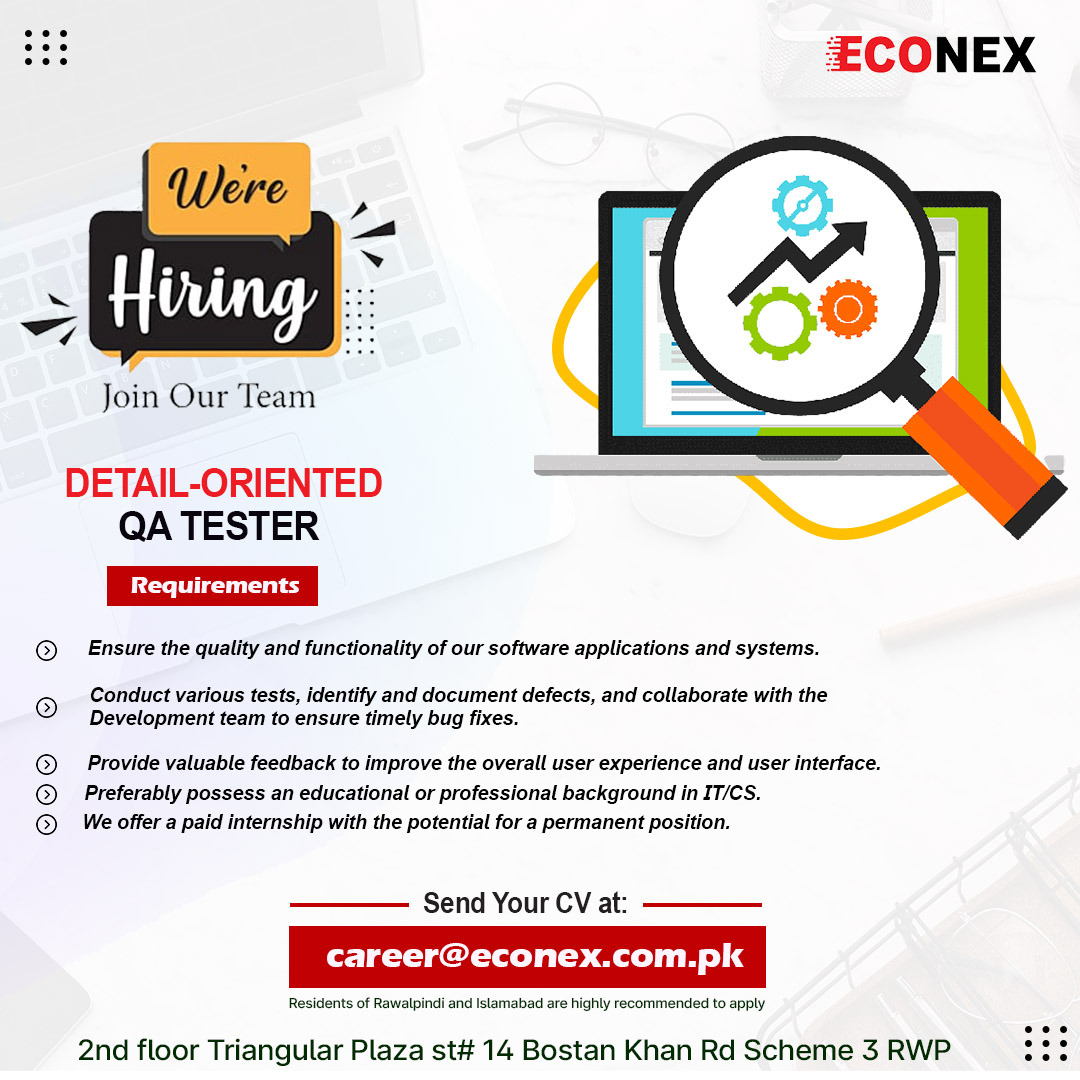 ECONEX
We're
Hiring
Join Our Team
DETAIL-ORIENTED
QA TESTER
Requirements
Ensure the quality and functionality of our software applications and systems.
Conduct various tests, identify and document defects, and collaborate with the
Development team to ensure timely bug fixes.
Provide valuable feedback to improve the overall user experience and user interface.
Preferably possess an educational or professional background in IT/CS.
We offer a paid internship with the potential for a permanent position.
Send Your CV at:
career@econex.com.pk
Residents of Rawalpindi and Islamabad are highly recommended to apply
2nd floor Triangular Plaza st# 14 Bostan Khan Rd Scheme 3 RWP